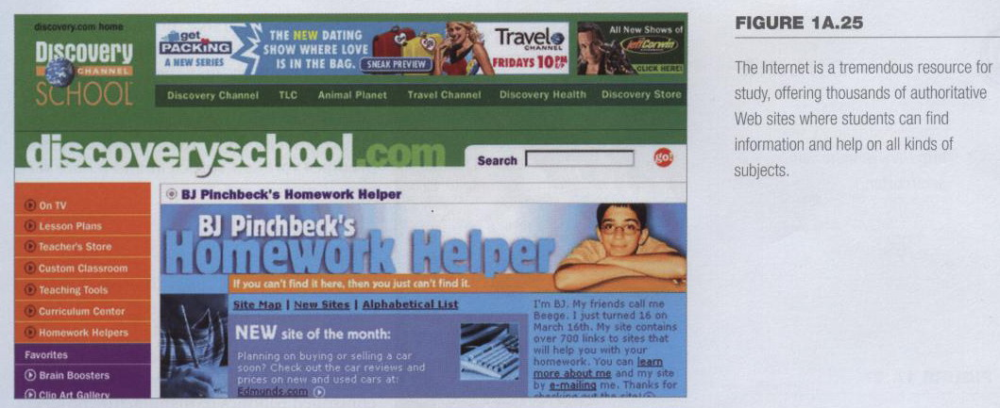 FIGURE 1A.25
The Internet is a tremendous resource for
study, offering thousands of authoritative
Web sites where students can find
information and help on all kinds of
subjects.
discovery.com home
Discovery
CHANNEL
SCHOOL
get
PACKING
A NEW SERIES
THE NEW DATING
SHOW WHERE LOVE
IS IN THE BAG.
SNEAK PREVIEW
Travel
CHANNEL
FRIDAYS 10 PM E/P
All New Shows of
Jeff Corwin
CLICK HERE!
Discovery Channel TLC Animal Planet Travel Channel Discovery Health Discovery Store
discoveryschool.com
Search
go!
On TV
Lesson Plans
Teacher's Store
Custom Classroom
Teaching Tools
Curriculum Center
Homework Helpers
Favorites
Brain Boosters
Clip Art Gallery
BJ Pinchbeck's Homework Helper
BJ Pinchbeck's
Homework Helper
If you can't find it here, then you just can't find it.
Site Map | New Sites | Alphabetical List
NEW site of the month:
Planning on buying or selling a car
soon? Check out the car reviews and
prices on new and used cars at:
Edmunds.com
I'm BJ. My friends call me
Beege. I just turned 16 on
March 16th. My site contains
over 700 links to sites that
will help you with your
homework. You can learn
more about me and my site
by e-mailing me. Thanks for
checking out the site!